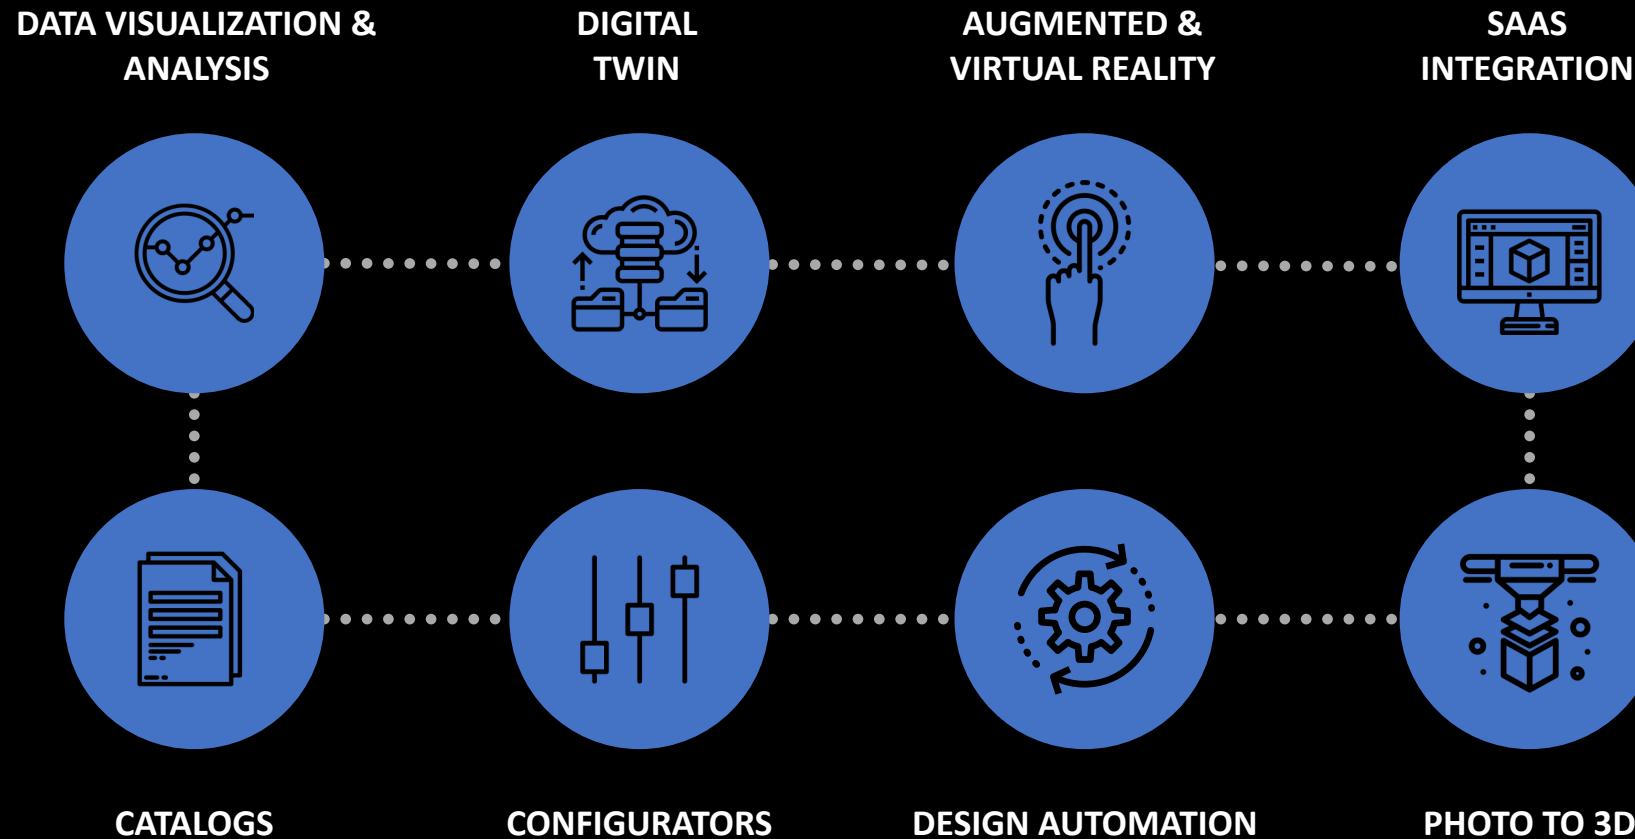 DATA VISUALIZATION &
ANALYSIS
DIGITAL
TWIN
AUGMENTED &
VIRTUAL REALITY
SAAS
INTEGRATION
CATALOGS
CONFIGURATORS
DESIGN AUTOMATION
PHOTO TO 3D